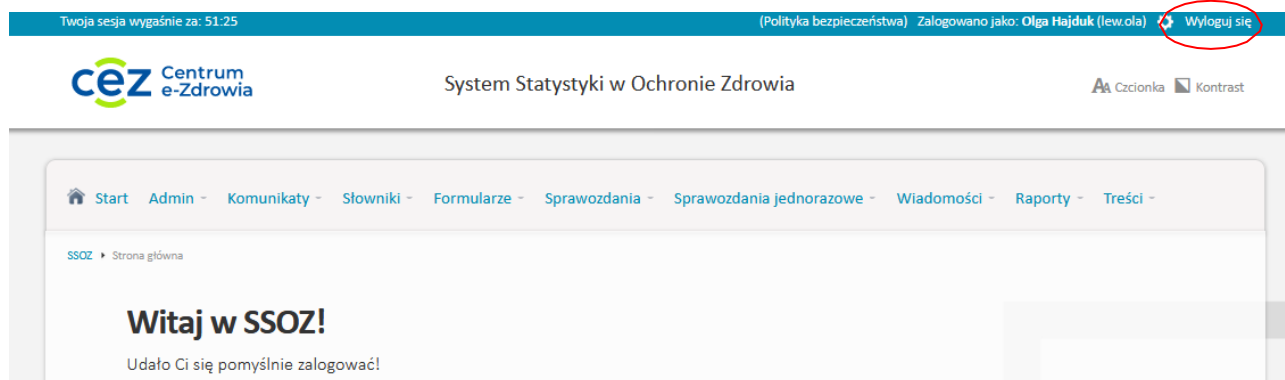 Twoja sesja wygaśnie za: 51:25 (Polityka bezpieczeństwa) Zalogowano jako: Olga Hajduk (lew.ola) Wyloguj się
cez Centrum e-Zdrowia
System Statystyki w Ochronie Zdrowia
AA Czcionka Kontrast
Start Admin Komunikaty Słowniki Formularze Sprawozdania Sprawozdania jednorazowe Wiadomości Raporty Treści
SSOZ Strona główna
Witaj w SSOZ!
Udało Ci się pomyślnie zalogować!